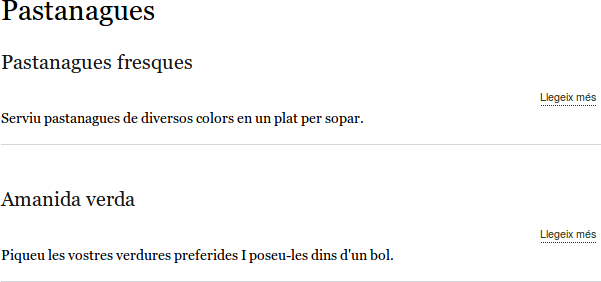 Pastanagues
Pastanagues fresques
Llegeix més
Serviu pastanagues de diversos colors en un plat per sopar.
Amanida verda
Llegeix més
Piqueu les vostres verdures preferides I poseu-les dins d'un bol.